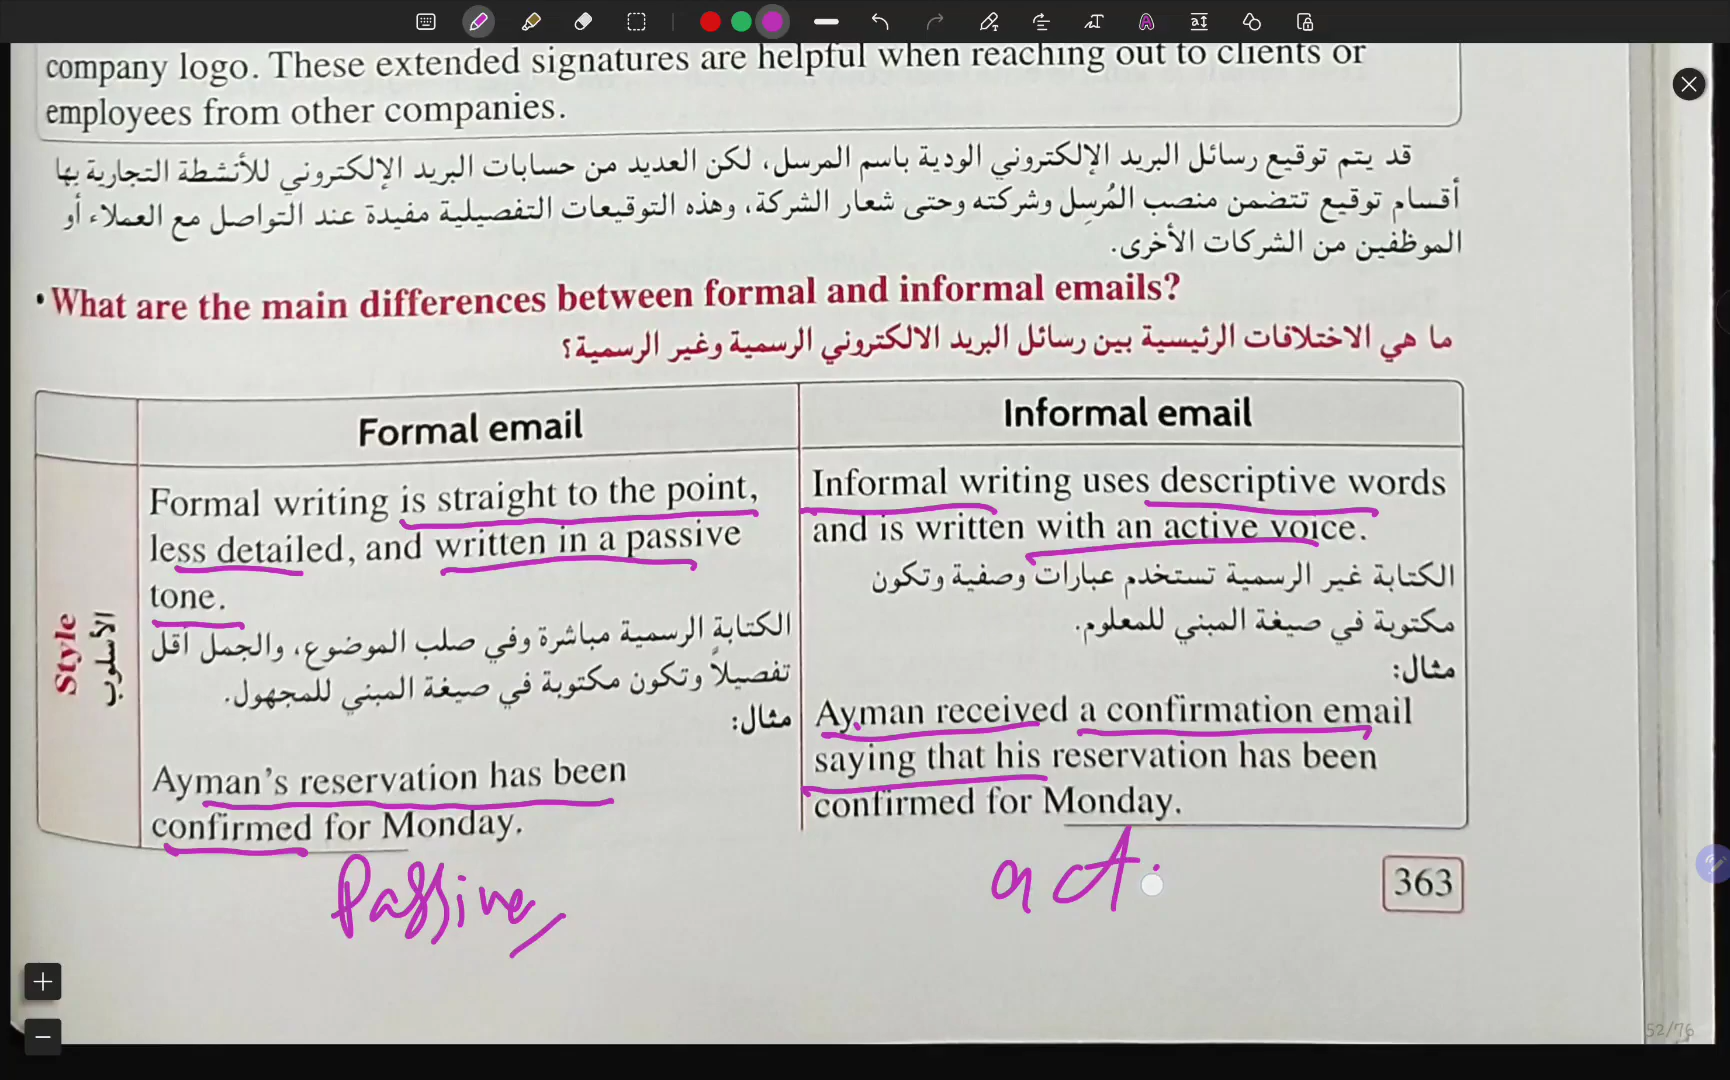 company logo. These extended signatures are helpful when reaching out to clients or
employees from other companies.
قد يتم توقيع رسائل البريد الإلكتروني الودية باسم المرسل، لكن العديد من حسابات البريد الإلكتروني للأنشطة التجارية بها
أقسام توقيع تتضمن منصب المُرسِل وشركته وحتى شعار الشركة، وهذه التوقيعات التفصيلية مفيدة عند التواصل مع العملاء أو
الموظفين من الشركات الأخرى.
• What are the main differences between formal and informal emails?
ما هي الاختلافات الرئيسية بين رسائل البريد الالكتروني الرسمية وغير الرسمية؟
Formal email
Informal email
Style
الأسلوب
Formal writing is straight to the point,
less detailed, and written in a passive
tone.
الكتابة الرسمية مباشرة وفي صلب الموضوع، والجمل أقل
تفصيلاً وتكون مكتوبة في صيغة المبني للمجهول.
مثال:
Ayman’s reservation has been
confirmed for Monday.
Informal writing uses descriptive words
and is written with an active voice.
الكتابة غير الرسمية تستخدم عبارات وصفية وتكون
مكتوبة في صيغة المبني للمعلوم.
مثال:
Ayman received a confirmation email
saying that his reservation has been
confirmed for Monday.
Passive
act
363
52/76